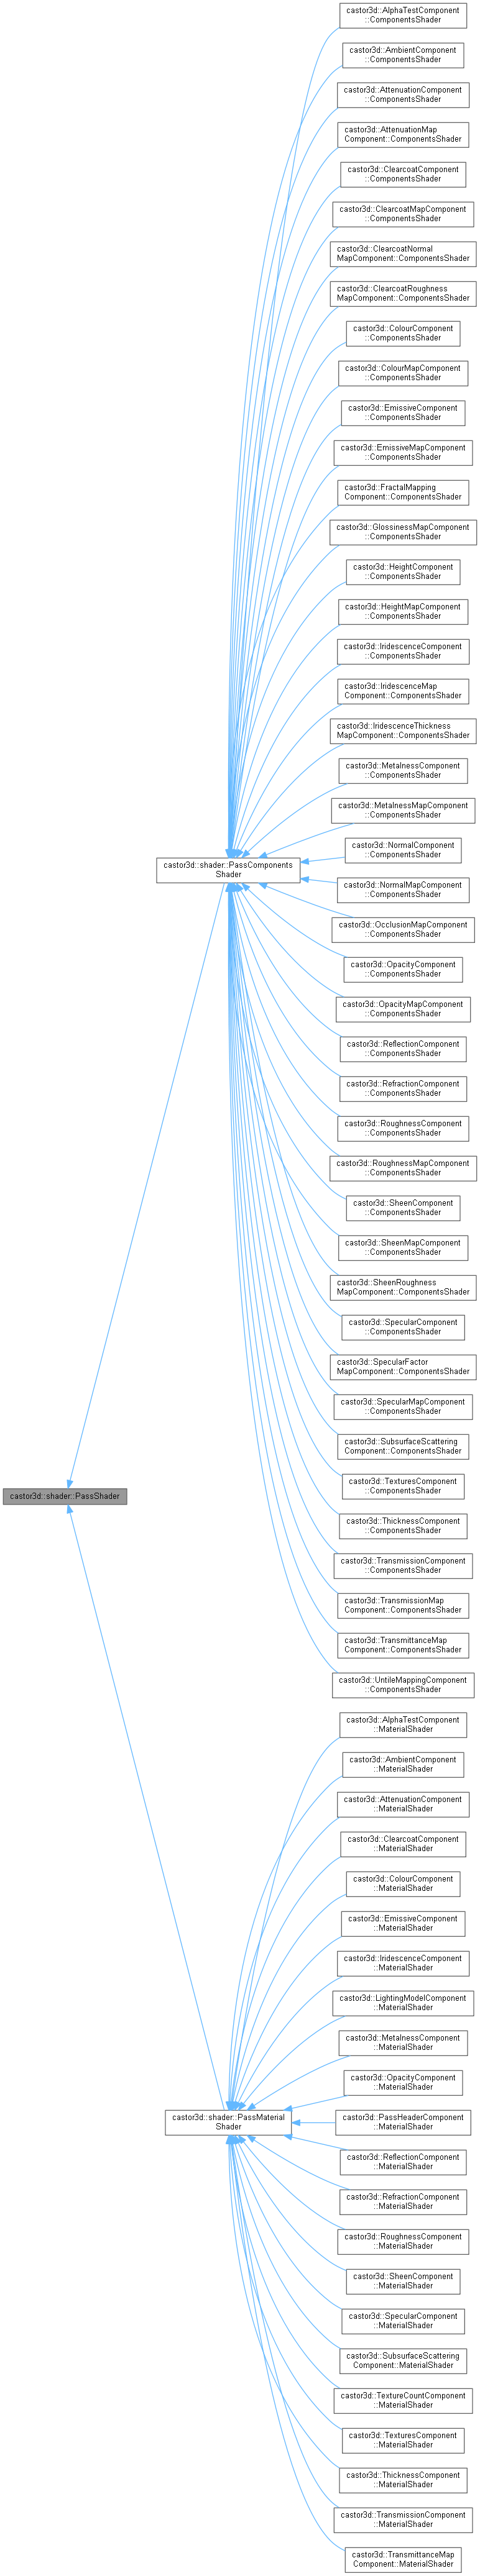 castor3d::AlphaTestComponent
::ComponentsShader
castor3d::AmbientComponent
::ComponentsShader
castor3d::AttenuationComponent
::ComponentsShader
castor3d::AttenuationMap
Component::ComponentsShader
castor3d::ClearcoatComponent
::ComponentsShader
castor3d::ClearcoatMapComponent
::ComponentsShader
castor3d::ClearcoatNormal
MapComponent::ComponentsShader
castor3d::ClearcoatRoughness
MapComponent::ComponentsShader
castor3d::ColourComponent
::ComponentsShader
castor3d::ColourMapComponent
::ComponentsShader
castor3d::EmissiveComponent
::ComponentsShader
castor3d::EmissiveMapComponent
::ComponentsShader
castor3d::FractalMapping
Component::ComponentsShader
castor3d::GlossinessMapComponent
::ComponentsShader
castor3d::HeightComponent
::ComponentsShader
castor3d::HeightMapComponent
::ComponentsShader
castor3d::IridescenceComponent
::ComponentsShader
castor3d::IridescenceMap
Component::ComponentsShader
castor3d::IridescenceThickness
MapComponent::ComponentsShader
castor3d::MetalnessComponent
::ComponentsShader
castor3d::MetalnessMapComponent
::ComponentsShader
castor3d::NormalComponent
::ComponentsShader
castor3d::shader::PassComponents
Shader
castor3d::NormalMapComponent
::ComponentsShader
castor3d::OcclusionMapComponent
::ComponentsShader
castor3d::OpacityComponent
::ComponentsShader
castor3d::OpacityMapComponent
::ComponentsShader
castor3d::ReflectionComponent
::ComponentsShader
castor3d::RefractionComponent
::ComponentsShader
castor3d::RoughnessComponent
::ComponentsShader
castor3d::RoughnessMapComponent
::ComponentsShader
castor3d::SheenComponent
::ComponentsShader
castor3d::SheenMapComponent
::ComponentsShader
castor3d::SheenRoughness
MapComponent::ComponentsShader
castor3d::SpecularComponent
::ComponentsShader
castor3d::SpecularFactor
MapComponent::ComponentsShader
castor3d::SpecularMapComponent
::ComponentsShader
castor3d::SubsurfaceScattering
Component::ComponentsShader
castor3d::TexturesComponent
::ComponentsShader
castor3d::shader::PassShader
castor3d::ThicknessComponent
::ComponentsShader
castor3d::TransmissionComponent
::ComponentsShader
castor3d::TransmissionMap
Component::ComponentsShader
castor3d::TransmittanceMap
Component::ComponentsShader
castor3d::UntileMappingComponent
::ComponentsShader
castor3d::AlphaTestComponent
::MaterialShader
castor3d::AmbientComponent
::MaterialShader
castor3d::AttenuationComponent
::MaterialShader
castor3d::ClearcoatComponent
::MaterialShader
castor3d::ColourComponent
::MaterialShader
castor3d::EmissiveComponent
::MaterialShader
castor3d::IridescenceComponent
::MaterialShader
castor3d::LightingModelComponent
::MaterialShader
castor3d::MetalnessComponent
::MaterialShader
castor3d::OpacityComponent
::MaterialShader
castor3d::shader::PassMaterial
Shader
castor3d::PassHeaderComponent
::MaterialShader
castor3d::ReflectionComponent
::MaterialShader
castor3d::RefractionComponent
::MaterialShader
castor3d::RoughnessComponent
::MaterialShader
castor3d::SheenComponent
::MaterialShader
castor3d::SpecularComponent
::MaterialShader
castor3d::SubsurfaceScattering
Component::MaterialShader
castor3d::TextureCountComponent
::MaterialShader
castor3d::TexturesComponent
::MaterialShader
castor3d::ThicknessComponent
::MaterialShader
castor3d::TransmissionComponent
::MaterialShader
castor3d::TransmittanceMap
Component::MaterialShader